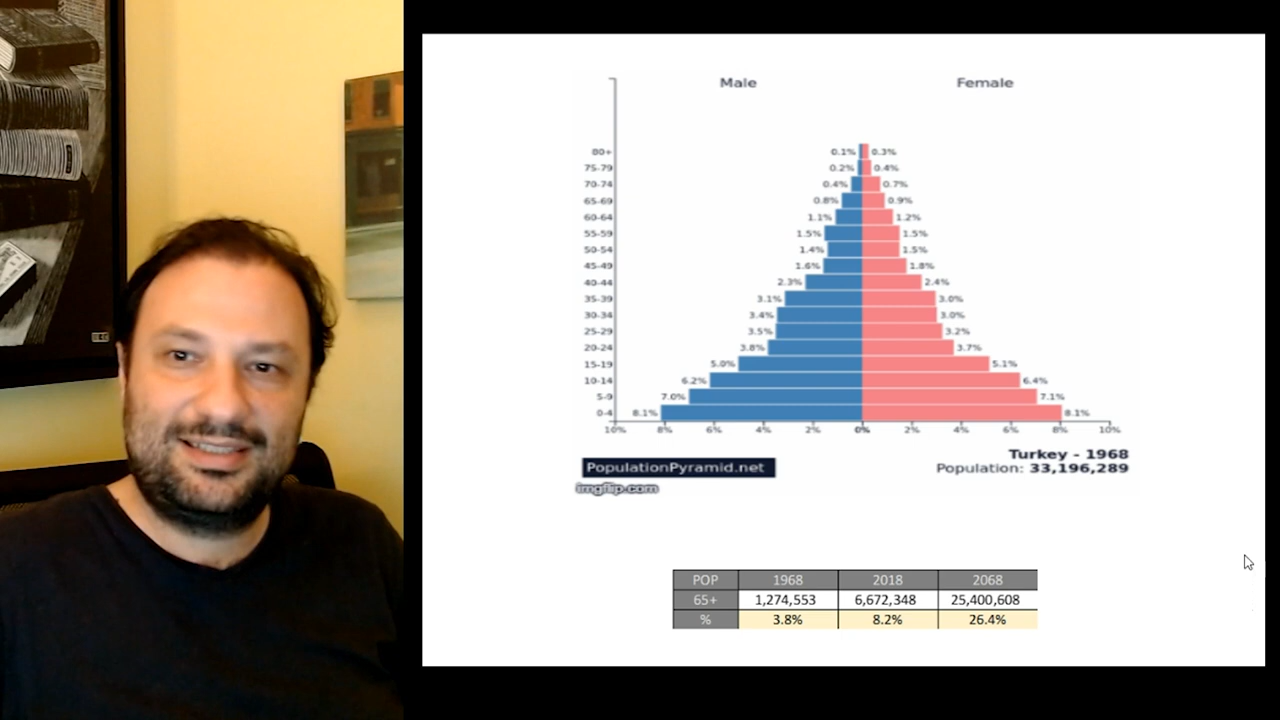 Male Female
80+ 0.1% 0.3%
75-79 0.2% 0.4%
70-74 0.4% 0.7%
65-69 0.8% 0.9%
60-64 1.1% 1.2%
55-59 1.5% 1.5%
50-54 1.4% 1.5%
45-49 1.6% 1.8%
40-44 2.3% 2.4%
35-39 3.1% 3.0%
30-34 3.4% 3.0%
25-29 3.5% 3.2%
20-24 3.8% 3.7%
15-19 5.0% 5.1%
10-14 6.2% 6.4%
5-9 7.0% 7.1%
0-4 8.1% 8.1%
10% 8% 6% 4% 2% 0% 2% 4% 6% 8% 10%
Turkey - 1968
PopulationPyramid.net Population: 33,196,289
imgflip.com
POP 1968 2018 2068
65+ 1,274,553 6,672,348 25,400,608
% 3.8% 8.2% 26.4%